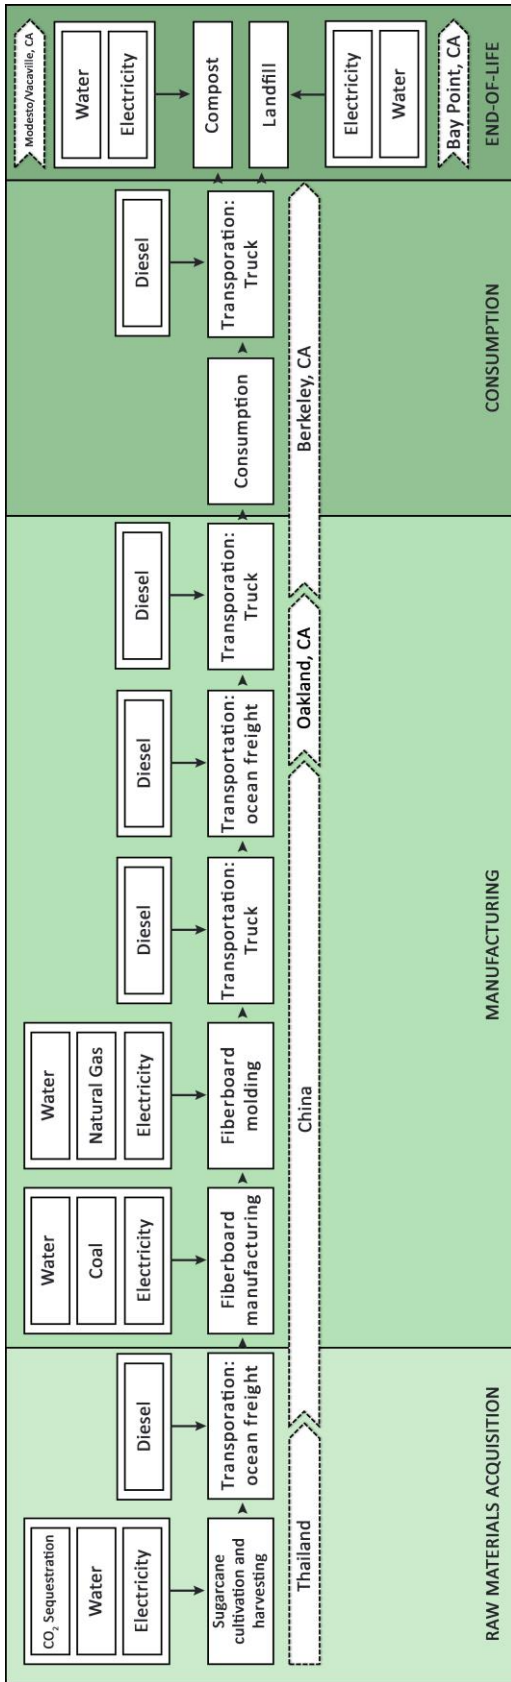 CO₂ Sequestration
Water
Electricity
Sugarcane
cultivation and
harvesting
Diesel
Transporation:
ocean freight
Thailand
RAW MATERIALS ACQUISITION
Water
Coal
Electricity
Fiberboard
manufacturing
Water
Natural Gas
Electricity
Fiberboard
molding
Diesel
Transportation:
Truck
Diesel
Transportation:
ocean freight
Diesel
Transporation:
Truck
China
Oakland, CA
MANUFACTURING
Consumption
Diesel
Transporation:
Truck
Berkeley, CA
CONSUMPTION
Modesto/Vacaville, CA
Water
Electricity
Compost
Landfill
Electricity
Water
Bay Point, CA
END-OF-LIFE